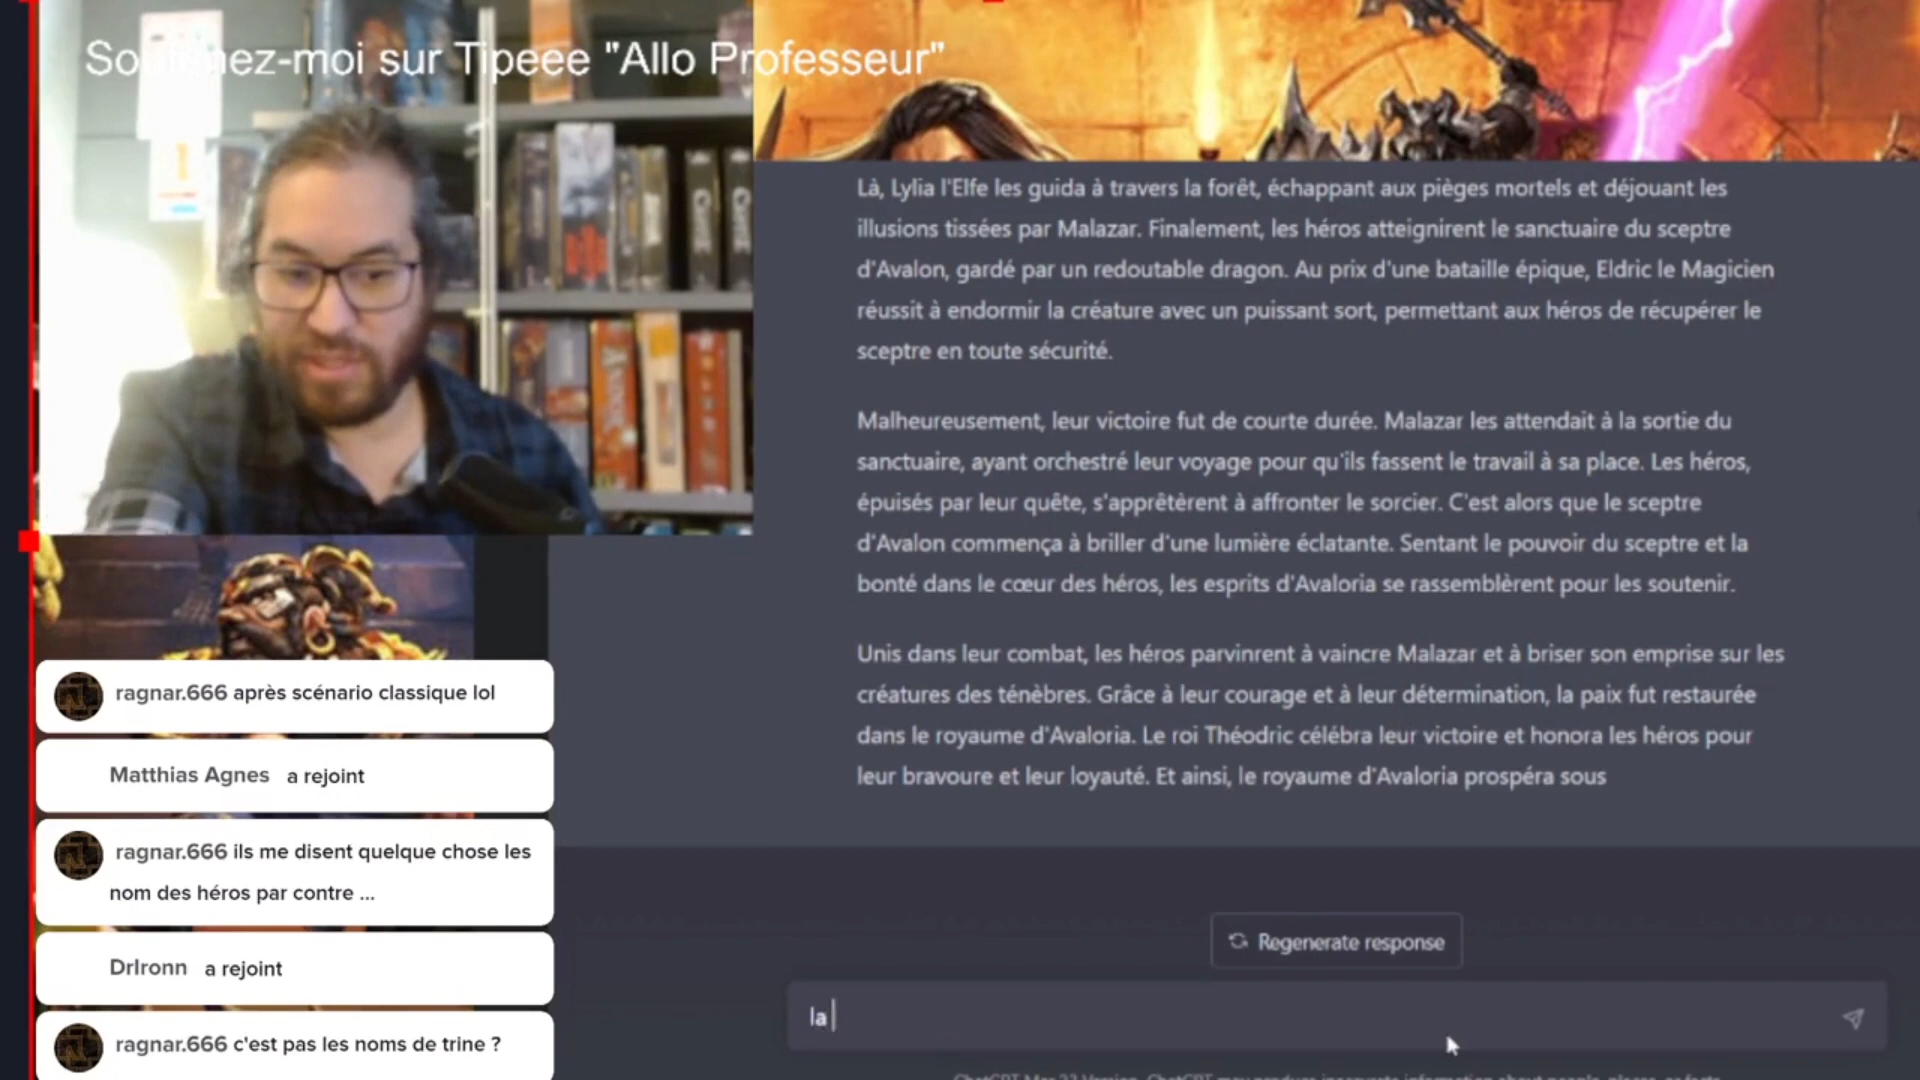 Soutenez-moi sur Tipeee "Allo Professeur"
Là, Lylia l'Elfe les guida à travers la forêt, échappant aux pièges mortels et déjouant les
illusions tissées par Malazar. Finalement, les héros atteignirent le sanctuaire du sceptre
d'Avalon, gardé par un redoutable dragon. Au prix d'une bataille épique, Eldric le Magicien
réussit à endormir la créature avec un puissant sort, permettant aux héros de récupérer le
sceptre en toute sécurité.
Malheureusement, leur victoire fut de courte durée. Malazar les attendait à la sortie du
sanctuaire, ayant orchestré leur voyage pour qu'ils fassent le travail à sa place. Les héros,
épuisés par leur quête, s'apprêtèrent à affronter le sorcier. C'est alors que le sceptre
d'Avalon commença à briller d'une lumière éclatante. Sentant le pouvoir du sceptre et la
bonté dans le cœur des héros, les esprits d'Avaloria se rassemblèrent pour les soutenir.
Unis dans leur combat, les héros parvinrent à vaincre Malazar et à briser son emprise sur les
créatures des ténèbres. Grâce à leur courage et à leur détermination, la paix fut restaurée
dans le royaume d'Avaloria. Le roi Théodric célébra leur victoire et honora les héros pour
leur bravoure et leur loyauté. Et ainsi, le royaume d'Avaloria prospéra sous
Regenerate response
la
ragnar.666 après scénario classique lol
Matthias Agnes a rejoint
ragnar.666 ils me disent quelque chose les
nom des héros par contre ...
DrIronn a rejoint
ragnar.666 c'est pas les noms de trine ?